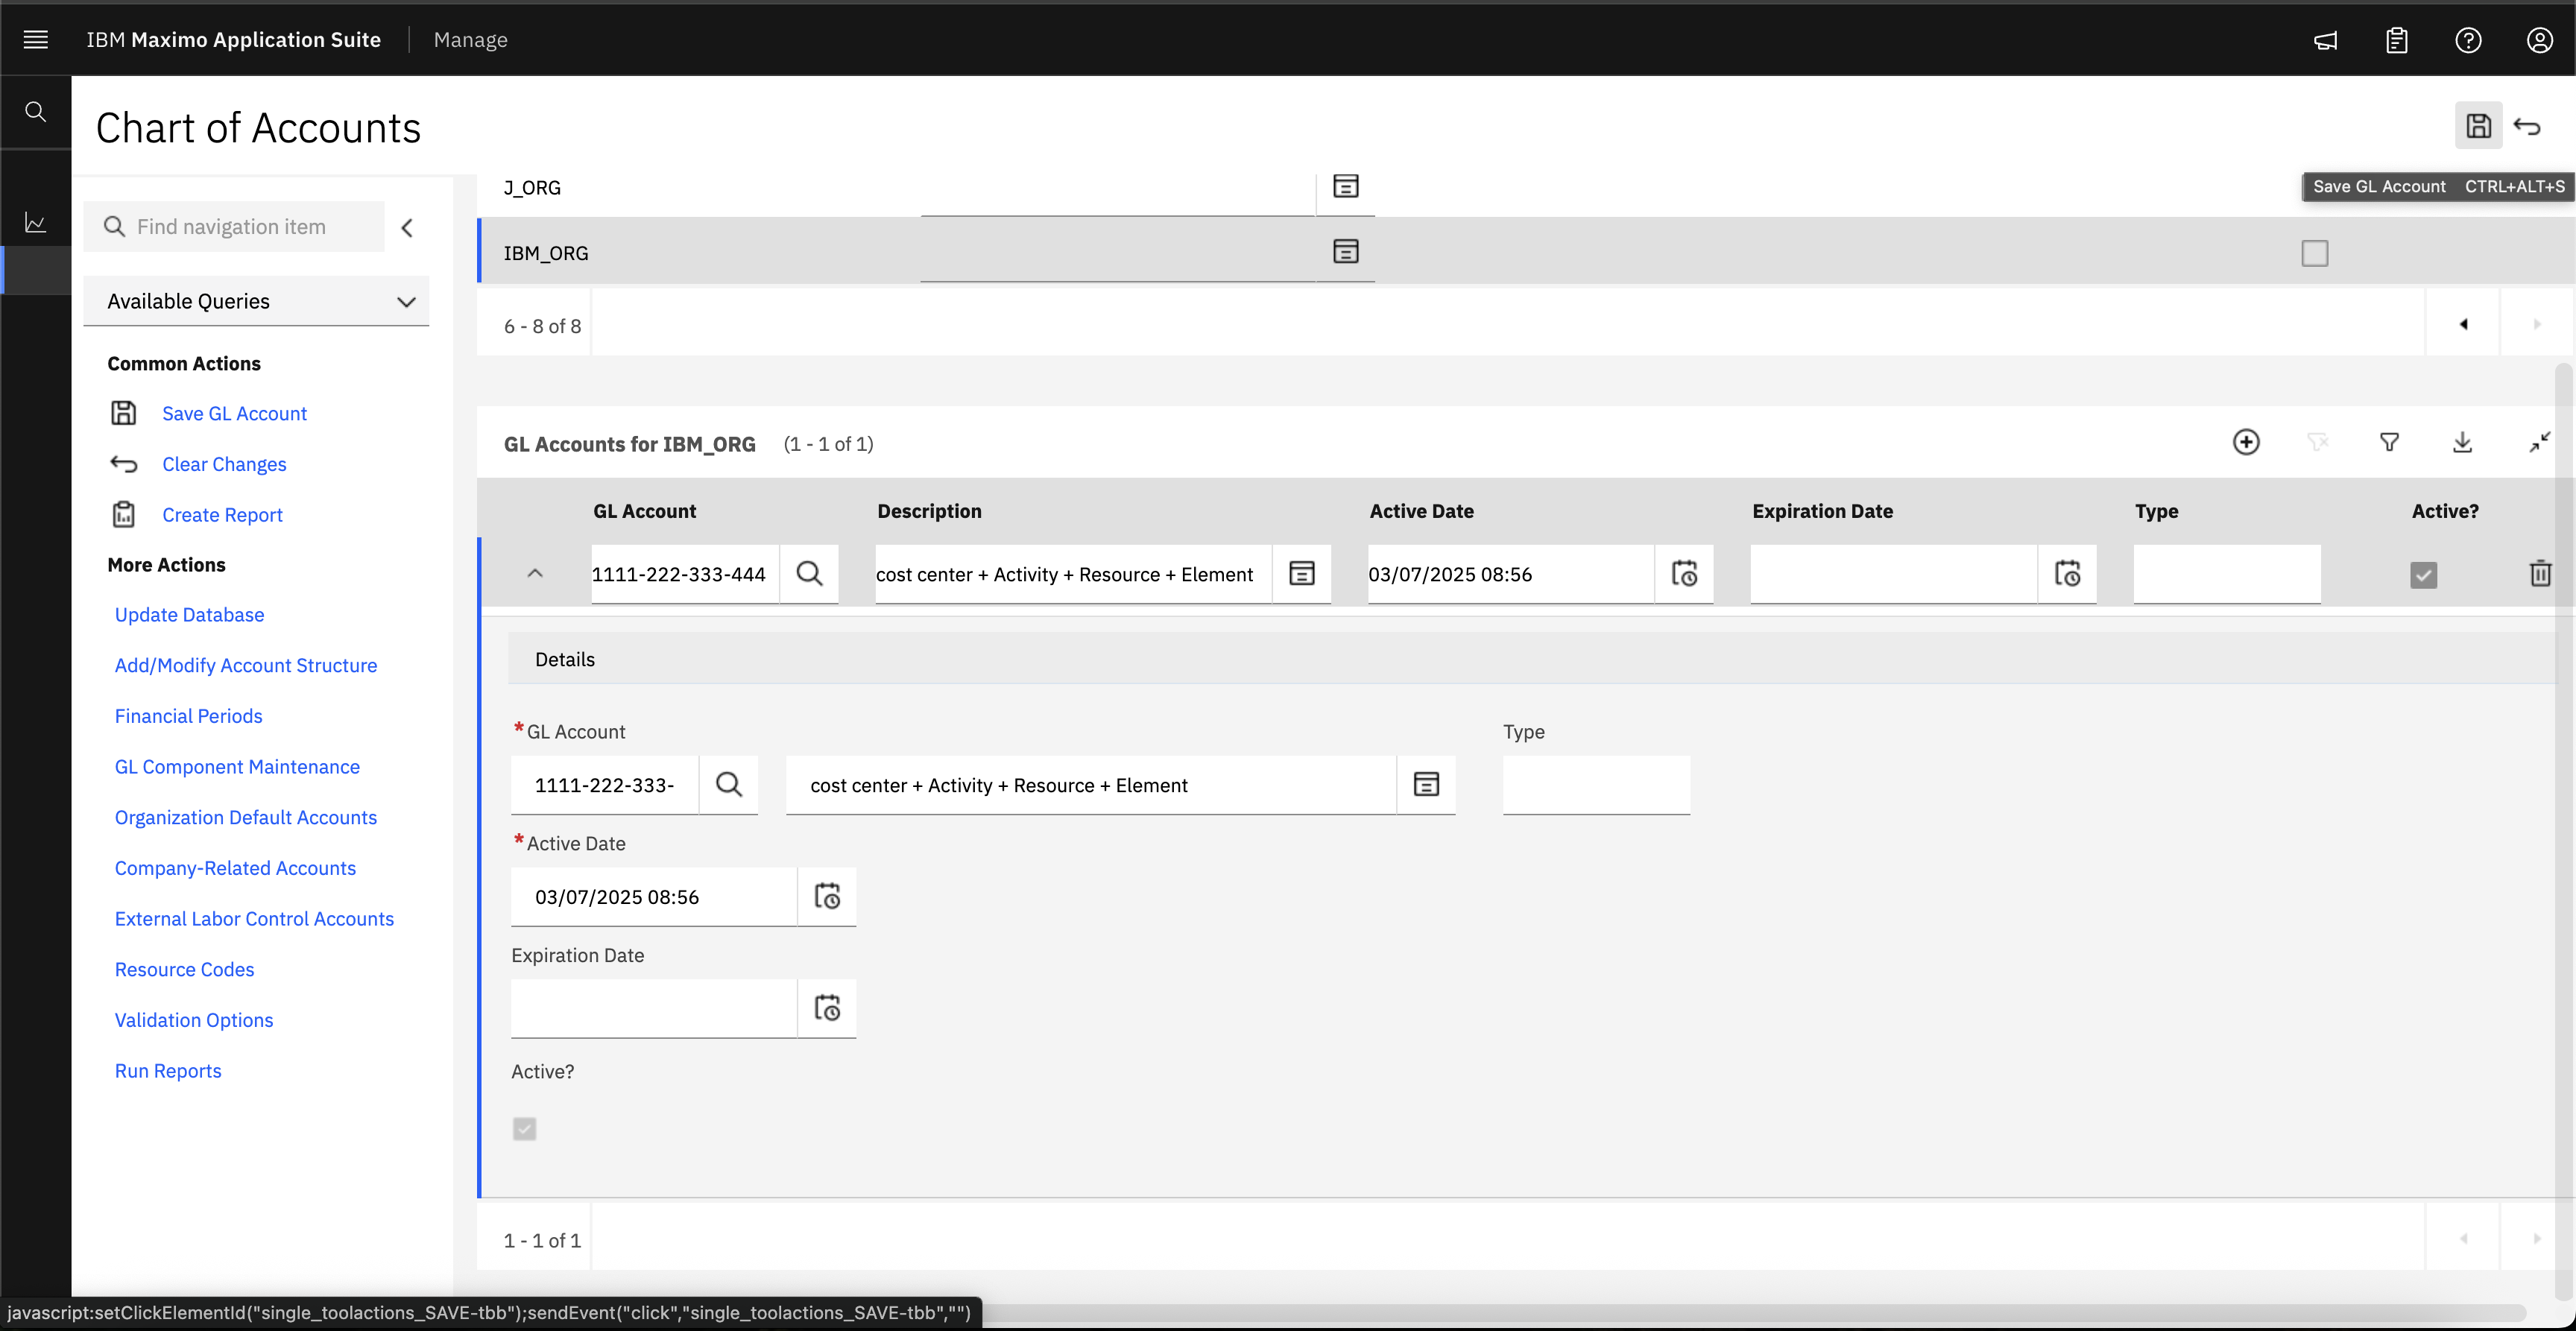 IBM Maximo Application Suite | Manage
Chart of Accounts
Save GL Account CTRL+ALT+S
Find navigation item
Available Queries
Common Actions
Save GL Account
Clear Changes
Create Report
More Actions
Update Database
Add/Modify Account Structure
Financial Periods
GL Component Maintenance
Organization Default Accounts
Company-Related Accounts
External Labor Control Accounts
Resource Codes
Validation Options
Run Reports
J_ORG
IBM_ORG
6 - 8 of 8
GL Accounts for IBM_ORG (1 - 1 of 1)
GL Account Description Active Date Expiration Date Type Active?
1111-222-333-444 cost center + Activity + Resource + Element 03/07/2025 08:56
Details
*GL Account Type
1111-222-333- cost center + Activity + Resource + Element
*Active Date
03/07/2025 08:56
Expiration Date
Active?
1 - 1 of 1
javascript:setClickElementId("single_toolactions_SAVE-tbb");sendEvent("click","single_toolactions_SAVE-tbb","")